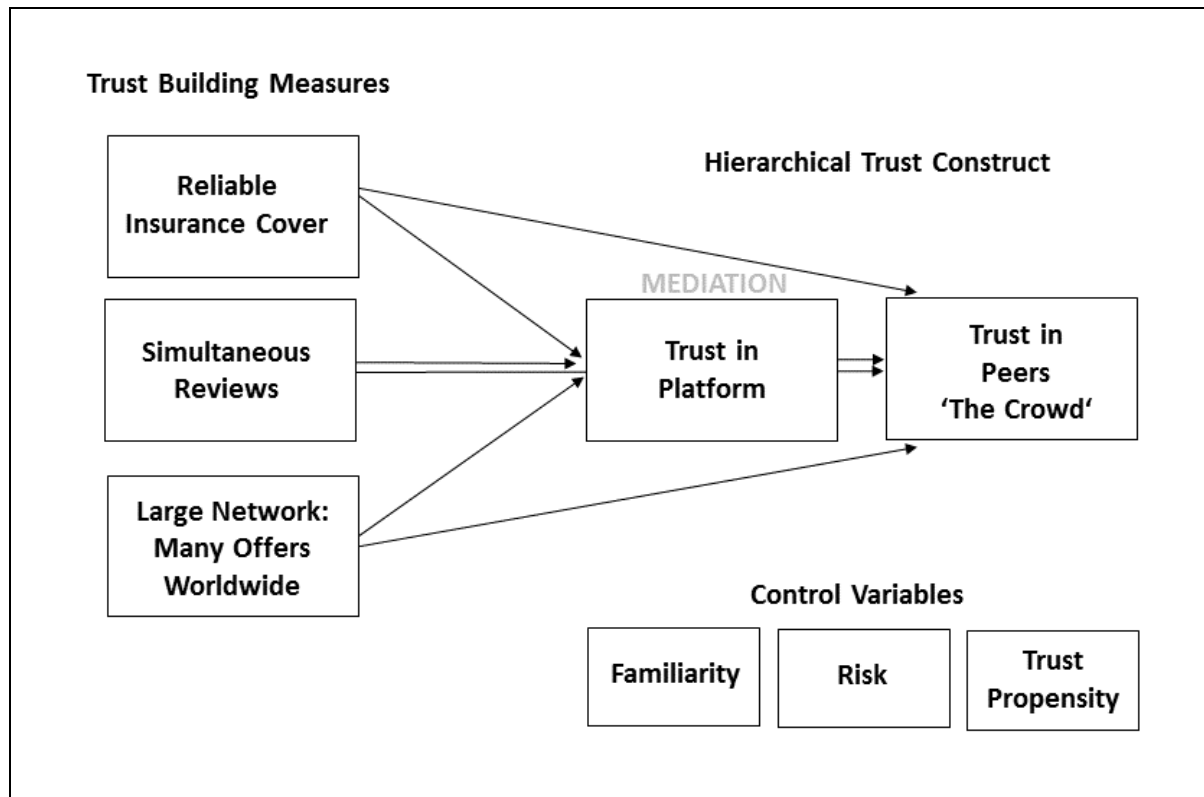 Trust Building Measures
Reliable
Insurance Cover
Hierarchical Trust Construct
MEDIATION
Simultaneous
Reviews
Trust in
Platform
Trust in
Peers
‘The Crowd‘
Large Network:
Many Offers
Worldwide
Control Variables
Familiarity
Risk
Trust
Propensity